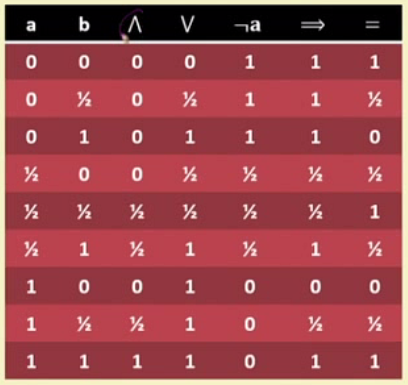 a b ∧ ∨ ¬a ⟹ =
0 0 0 0 1 1 1
0 ½ 0 ½ 1 1 ½
0 1 0 1 1 1 0
½ 0 0 ½ ½ ½ ½
½ ½ ½ ½ ½ ½ 1
½ 1 ½ 1 ½ 1 ½
1 0 0 1 0 0 0
1 ½ ½ 1 0 ½ ½
1 1 1 1 0 1 1